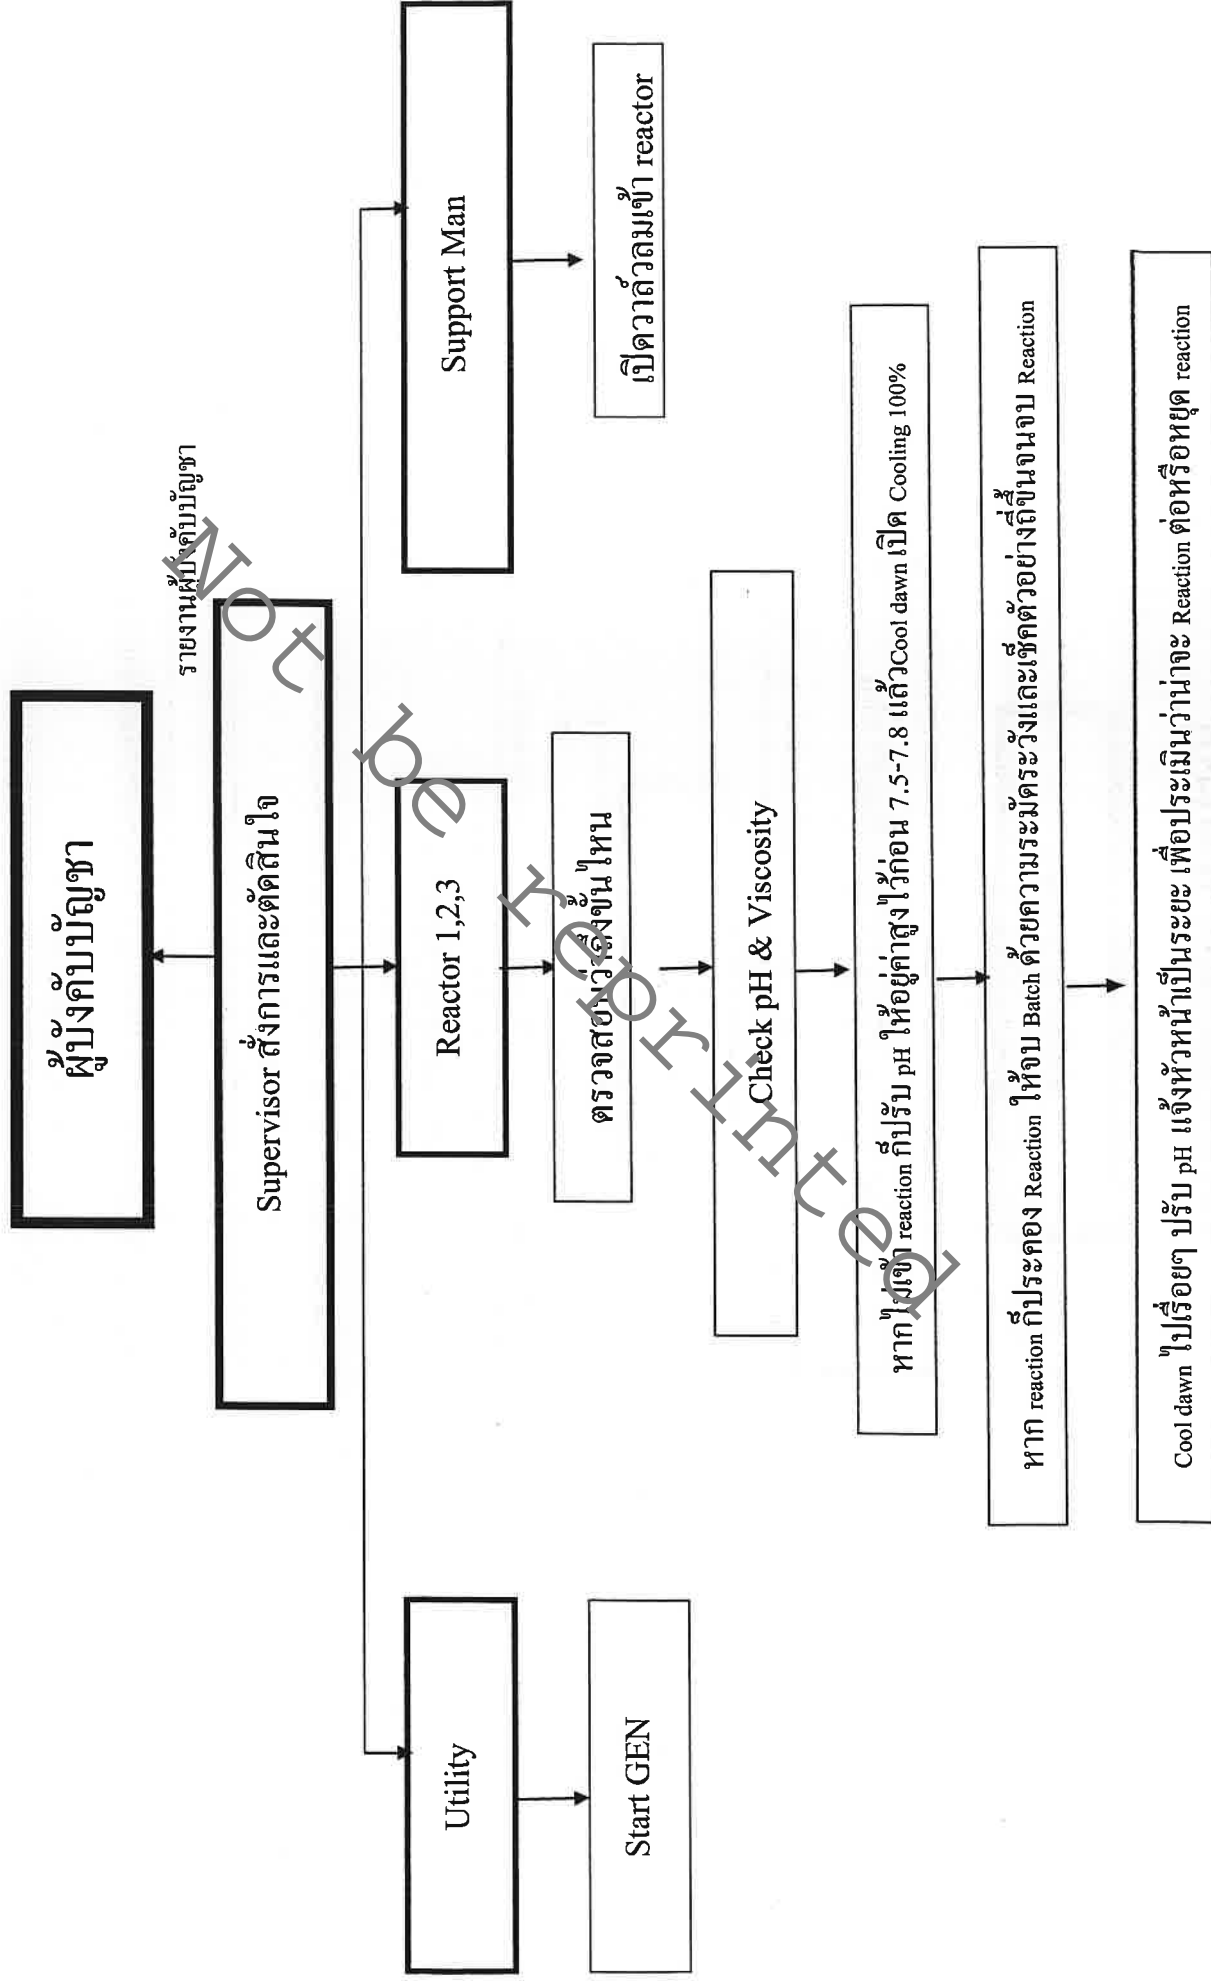 ผู้บังคับบัญชา
รายงานผู้บังคับบัญชา
Supervisor สั่งการและตัดสินใจ
Utility
Reactor 1,2,3
Support Man
Start GEN
ตรวจสอบว่าถึงขั้นไหน
เปิดวาล์วลมเข้า reactor
Check pH & Viscosity
หากไม่เข้า reaction ก็ปรับ pH ให้อยู่ค่าสูงไว้ก่อน 7.5-7.8 แล้วCool dawn เปิด Cooling 100%
หาก reaction ก็ประคอง Reaction ให้จบ Batch ด้วยความระมัดระวังและเช็คตัวอย่างถี่ขึ้นจนจบ Reaction
Cool dawn ไปเรื่อยๆ ปรับ pH แจ้งหัวหน้าเป็นระยะ เพื่อประเมินว่าน่าจะ Reaction ต่อหรือหยุด reaction
Not be reprinted